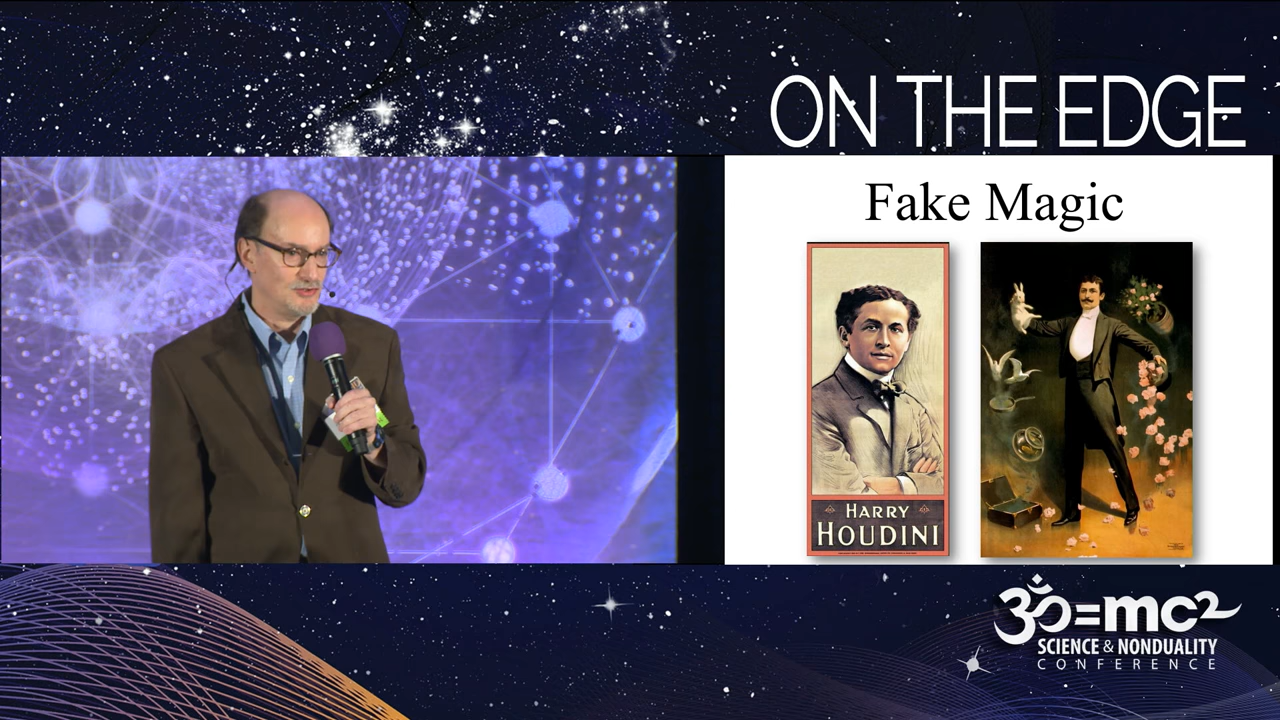 ON THE EDGE
Fake Magic
HARRY
HOUDINI
ॐ=mc2
SCIENCE & NONDUALITY
CONFERENCE